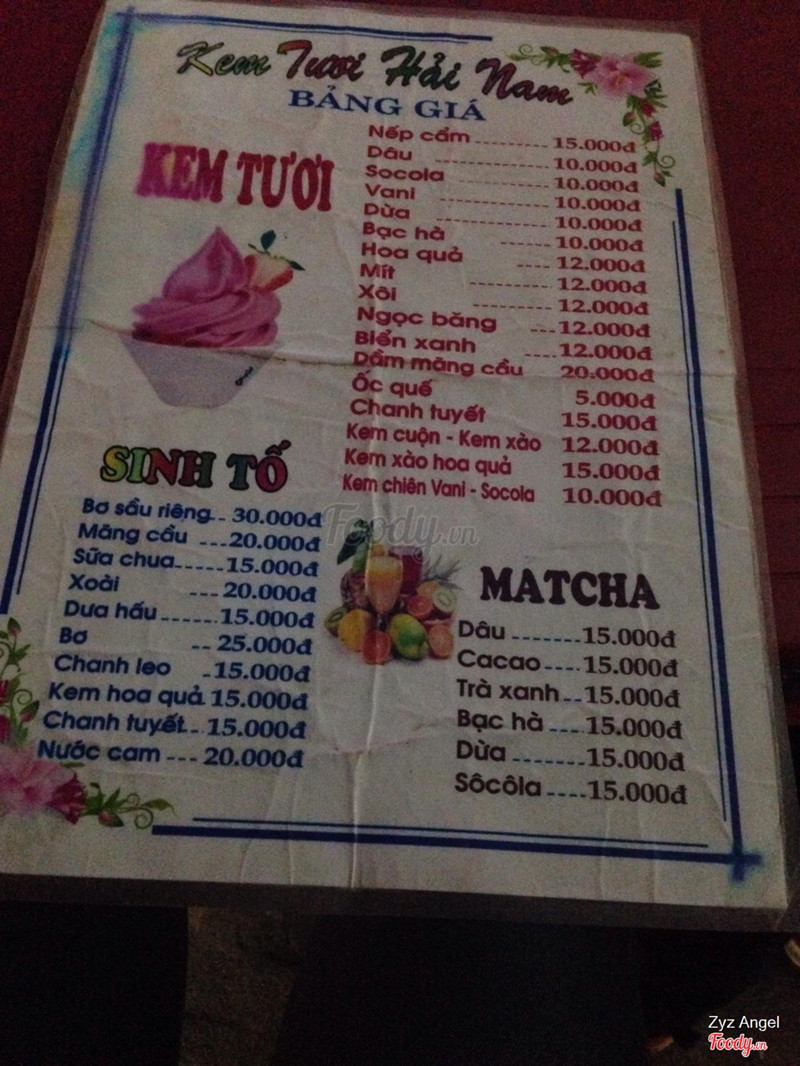 Kem Tươi Hải Nam
BẢNG GIÁ
KEM TƯƠI
Nếp cẩm ---------- 15.000đ
Dâu ---------- 10.000đ
Socola ---------- 10.000đ
Vani ---------- 10.000đ
Dừa ---------- 10.000đ
Bạc hà ---------- 10.000đ
Hoa quả ---- 12.000đ
Mít ---------- 12.000đ
Xôi ---------- 12.000đ
Ngọc băng ---- 12.000đ
Biển xanh ---- 12.000đ
Dầm mãng cầu 20.000đ
Ốc quế 5.000đ
Chanh tuyết 15.000đ
Kem cuộn - Kem xào 12.000đ
Kem xào hoa quả 15.000đ
Kem chiên Vani - Socola 10.000đ
SINH TỐ
Bơ sầu riêng-- 30.000đ
Mãng cầu ---20.000đ
Sữa chua-----15.000đ
Xoài ---20.000đ
Dưa hấu ------15.000đ
Bơ -- 25.000đ
Chanh leo -15.000đ
Kem hoa quả 15.000đ
Chanh tuyết-- 15.000đ
Nước cam --- 20.000đ
MATCHA
Dâu -------15.000đ
Cacao----15.000đ
Trà xanh--15.000đ
Bạc hà ---15.000đ
Dừa -------15.000đ
Sôcôla ----15.000đ
Foody.vn
Zyz Angel
Foody.vn